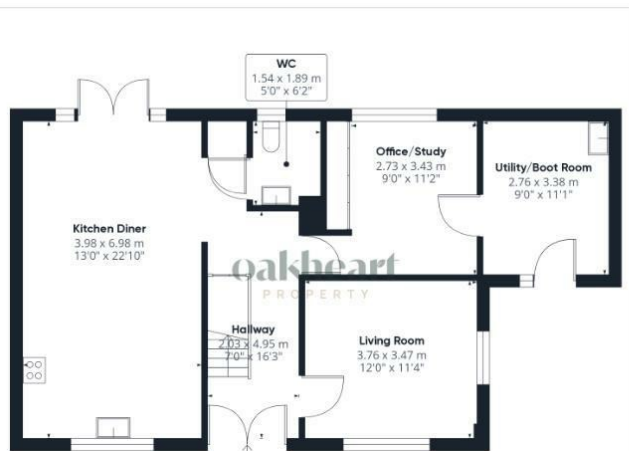 WC
1.54 x 1.89 m
5'0" x 6'2"
Office/Study
2.73 x 3.43 m
9'0" x 11'2"
Utility/Boot Room
2.76 x 3.38 m
9'0" x 11'1"
Kitchen Diner
3.98 x 6.98 m
13'0" x 22'10"
oakheart
PROPERTY
Hallway
2.03 x 4.95 m
7'0" x 16'3"
Living Room
3.76 x 3.47 m
12'0" x 11'4"